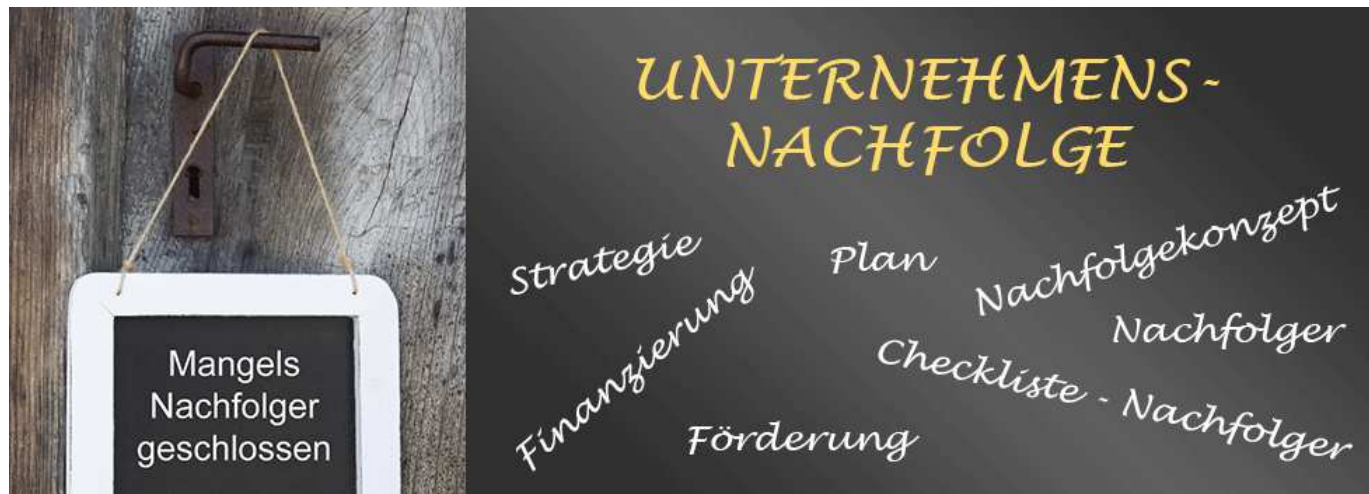 Mangels
Nachfolger
geschlossen
UNTERNEHMENS-
NACHFOLGE
Strategie
Plan
Nachfolgekonzept
Finanzierung
Nachfolger
Checkliste - Nachfolger
Förderung